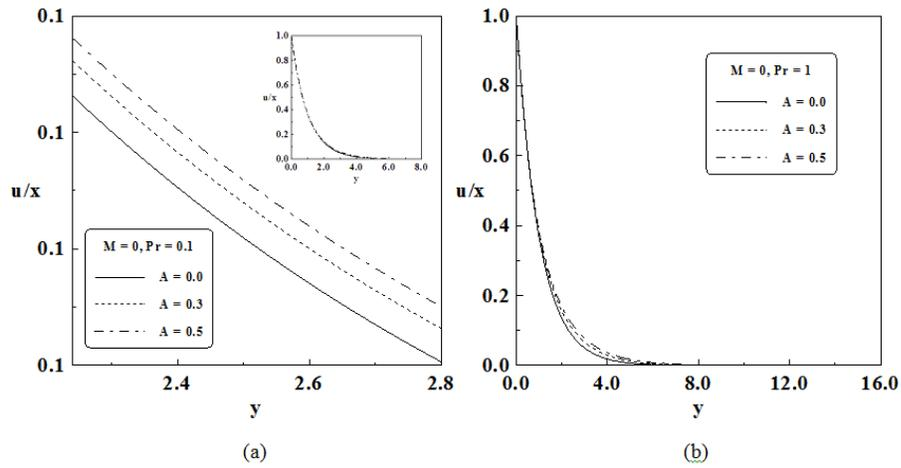 0.1
1.0
0.8
0.6
u/x
0.4
0.2
0.0
0.0 2.0 4.0 6.0 8.0
y
0.1
u/x
0.1
M = 0, Pr = 0.1
A = 0.0
A = 0.3
A = 0.5
0.1
2.4 2.6 2.8
y
(a)
u/x
1.0
0.8
0.6
u/x
0.4
0.2
0.0
M = 0, Pr = 1
A = 0.0
A = 0.3
A = 0.5
0.0 4.0 8.0 12.0 16.0
y
(b)